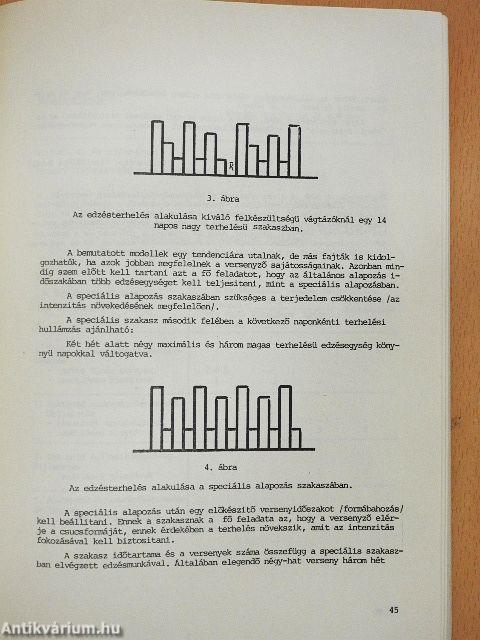 3. ábra
Az edzésterhelés alakulása kiváló felkészültségű vágtázóknál egy 14
napos nagy terhelésű szakaszban.
A bemutatott modellek egy tendenciára utalnak, de más fajták is kidol-
gozhatók, ha azok jobban megfelelnek a versenyző sajátosságainak. Azonban min-
dig szem előtt kell tartani azt a fő feladatot, hogy az általános alapozás i-
dőszakában több edzésegységet kell teljesiteni, mint a speciális alapozásban.
A speciális alapozás szakaszában szükséges a terjedelem csökkentése /az
intenzitás növekedésének megfelelően/.
A speciális szakasz második felében a következő naponkénti terhelési
hullámzás ajánlható:
Két hét alatt négy maximális és három magas terhelésű edzésegység köny-
nyű napokkal váltogatva.
4. ábra
Az edzésterhelés alakulása a speciális alapozás szakaszában.
A speciális alapozás után egy előkészitő versenyidőszakot /formábahozás/
kell beállitani. Ennek a szakasznak a fő feladata az, hogy a versenyző elér-
je a csucsformáját, ennek érdekében a terhelés növekszik, amit az intenzitás
fokozásával kell biztositani.
A szakasz időtartama és a versenyek száma összefügg a speciális szakasz-
ban elvégzett edzésmunkával. Általában elegendő négy-hat verseny három hét
45
Antikvárium.hu